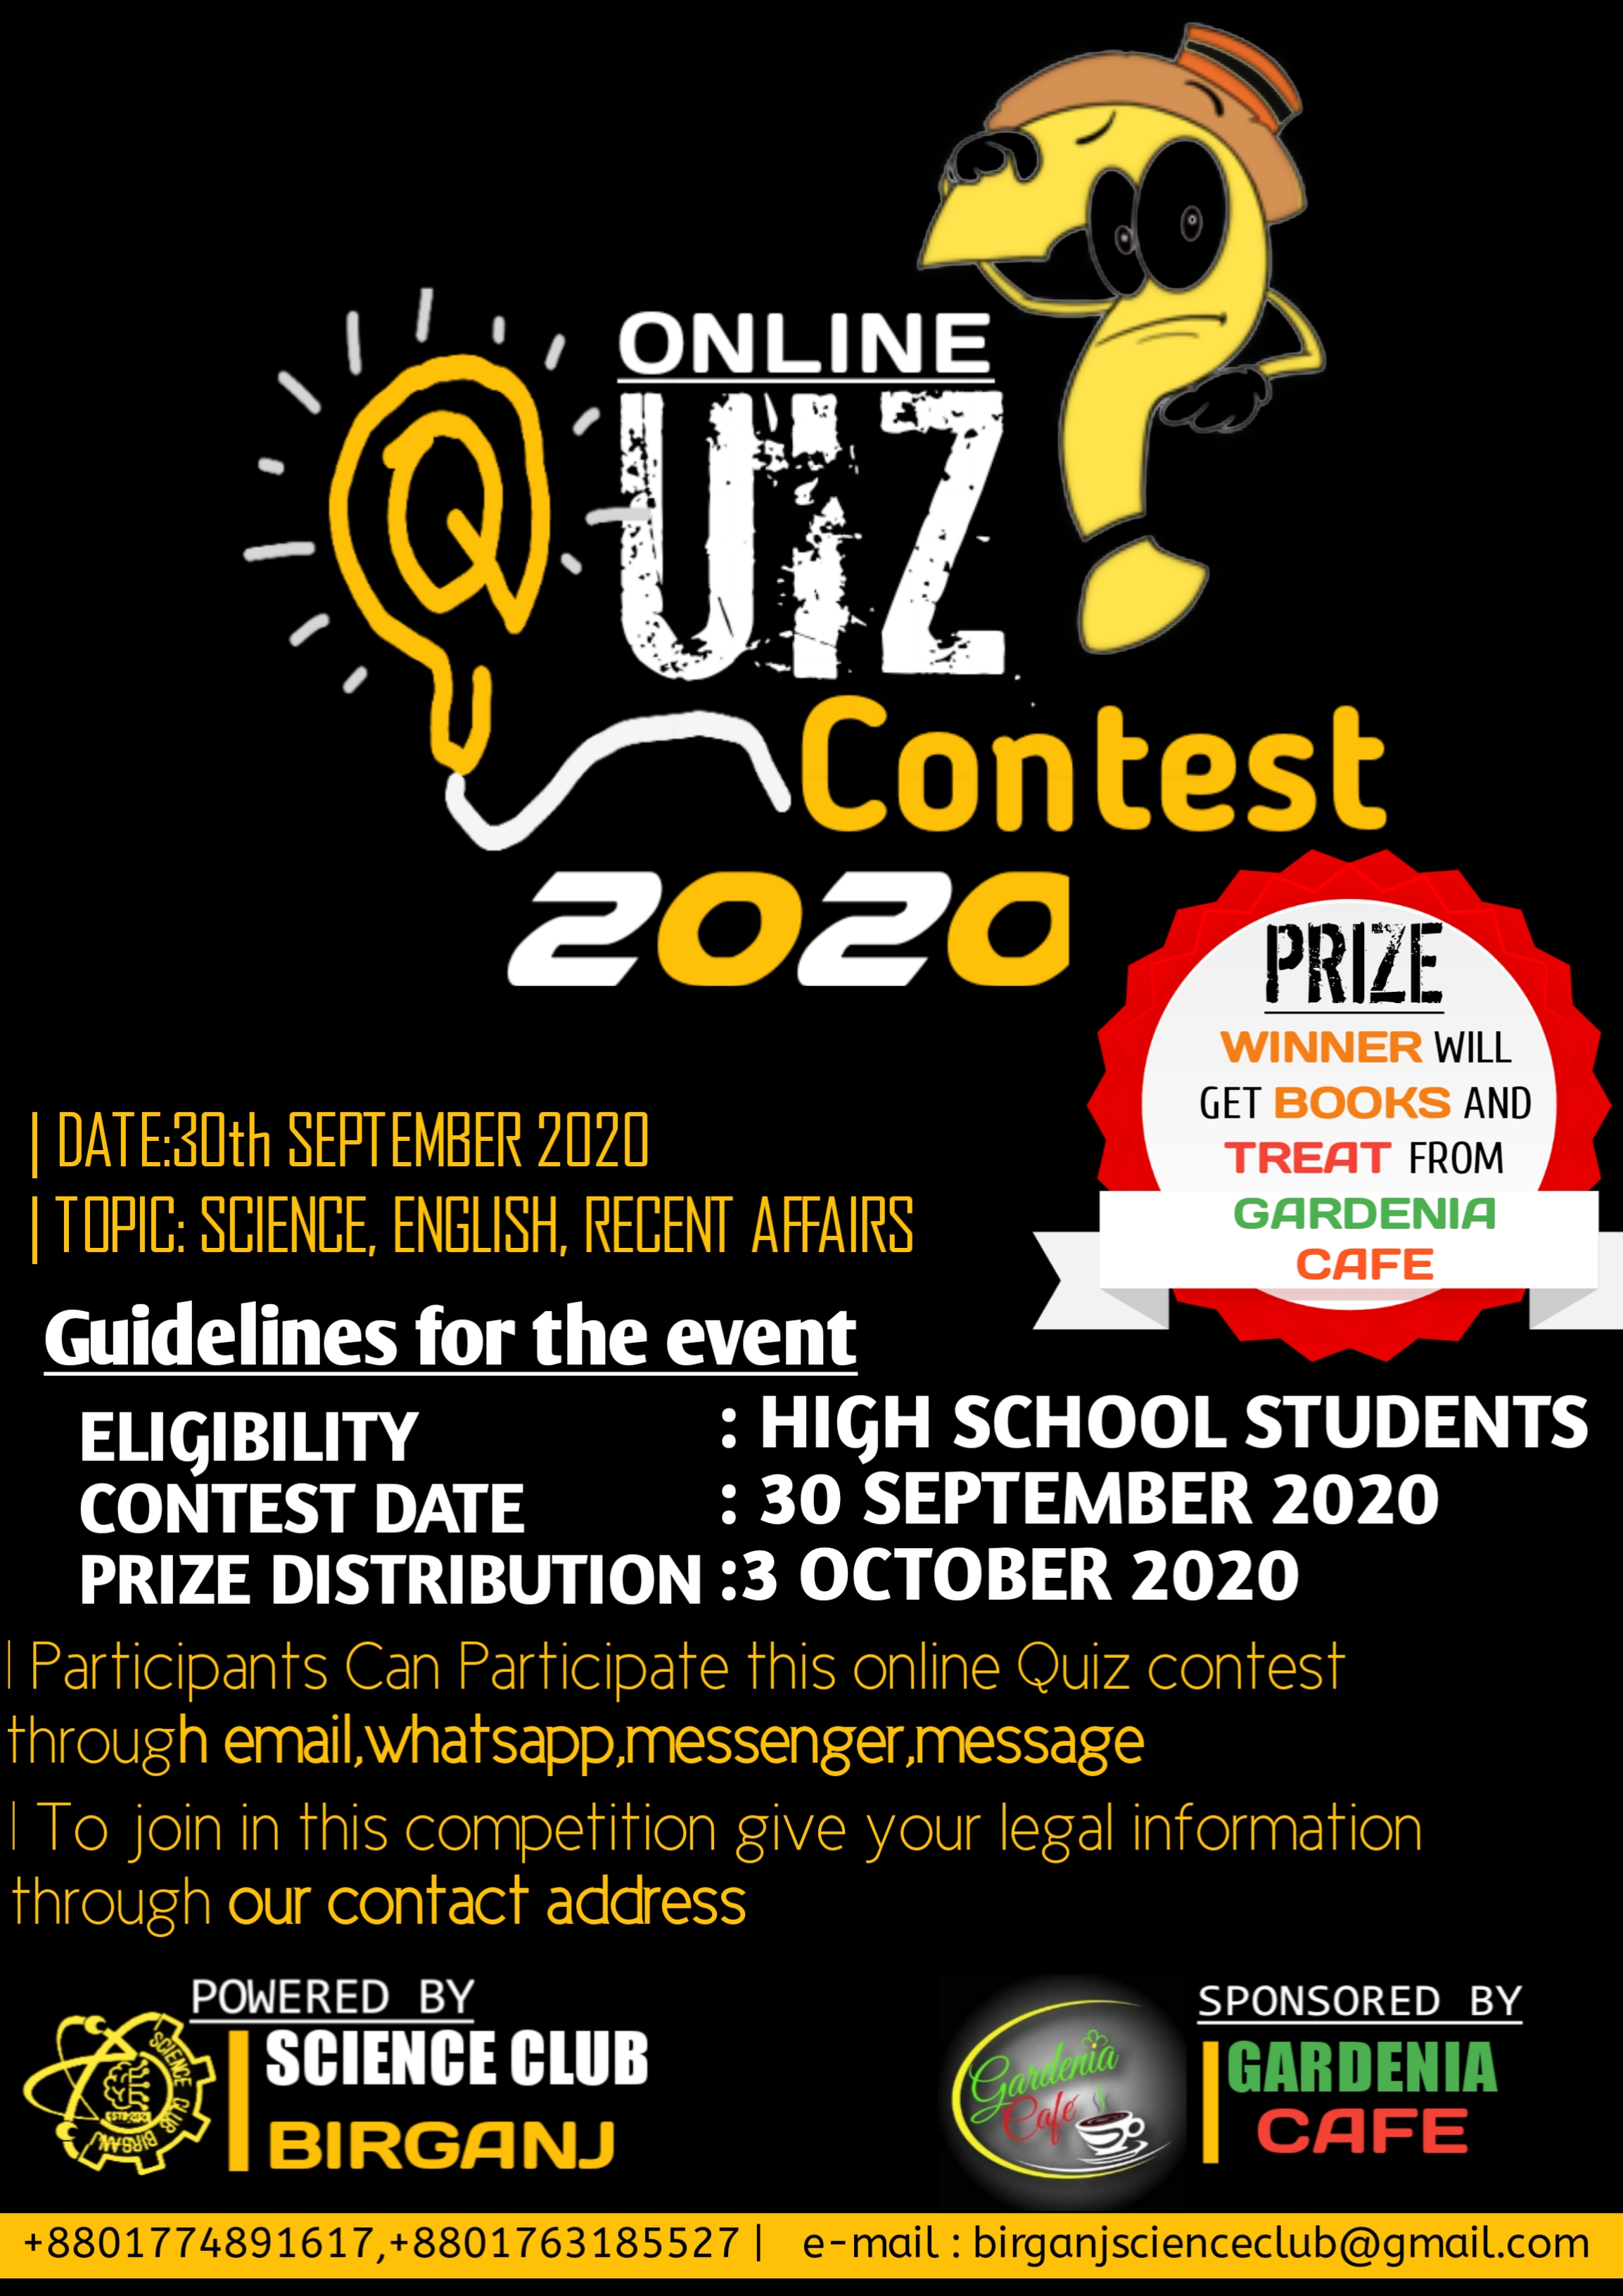 ONLINE
QUIZ
Contest
2020
PRIZE
WINNER WILL
GET BOOKS AND
TREAT FROM
GARDENIA
CAFE
| DATE:30th SEPTEMBER 2020
| TOPIC: SCIENCE, ENGLISH, RECENT AFFAIRS
Guidelines for the event
ELIGIBILITY : HIGH SCHOOL STUDENTS
CONTEST DATE : 30 SEPTEMBER 2020
PRIZE DISTRIBUTION :3 OCTOBER 2020
| Participants Can Participate this online Quiz contest
through email,whatsapp,messenger,message
| To join in this competition give your legal information
through our contact address
POWERED BY
SCIENCE CLUB
BIRGANJ
SCIENCE CLUB
BIRGANJ
Gardenia
Café
SPONSORED BY
GARDENIA
CAFE
+8801774891617,+8801763185527 | e-mail : birganjscienceclub@gmail.com